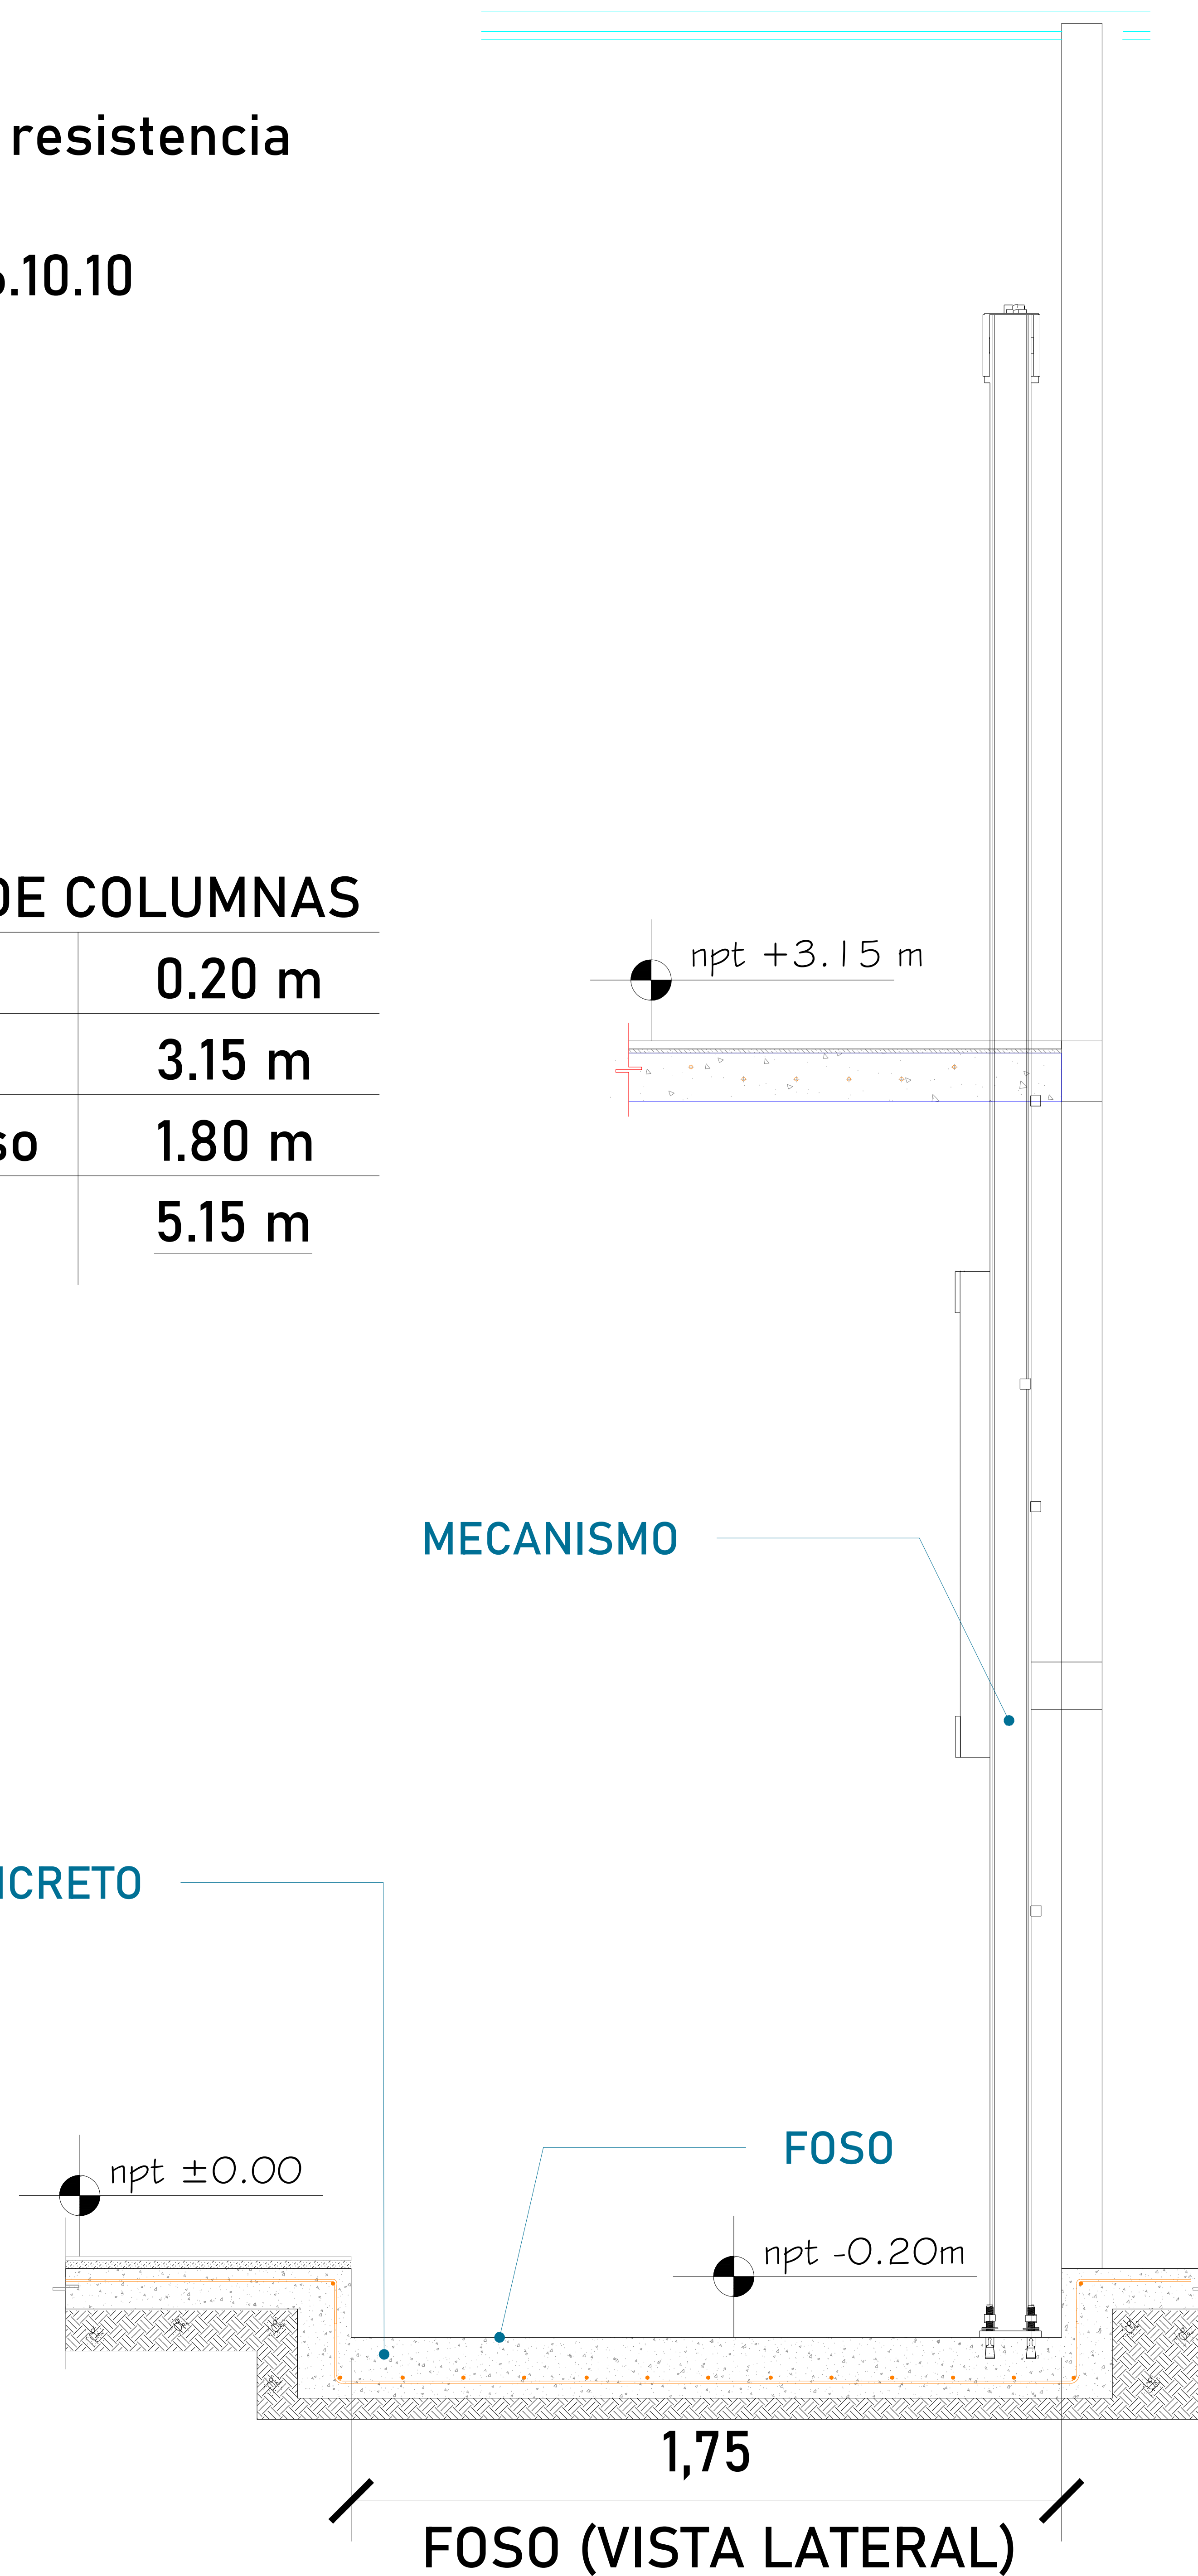 resistencia
.10.10
DE COLUMNAS
0.20 m
3.15 m
so 1.80 m
5.15 m
npt +3.15 m
MECANISMO
CRETO
FOSO
npt ±0.00
npt -0.20m
1,75
FOSO (VISTA LATERAL)